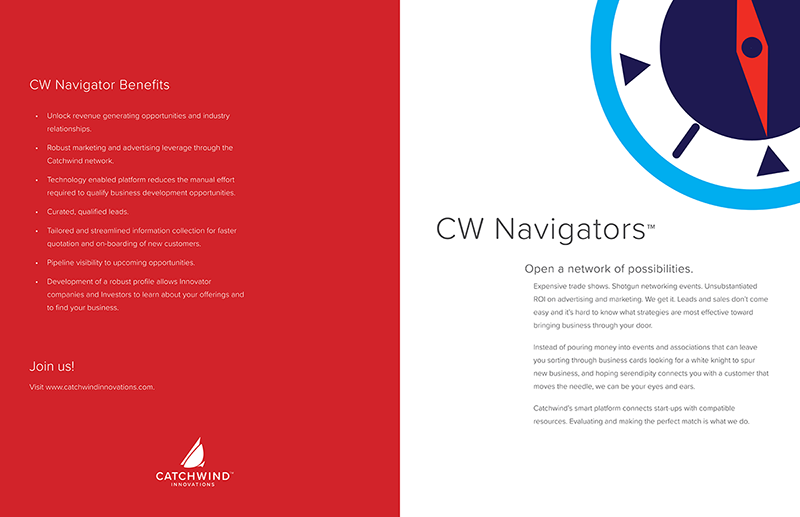 CW Navigator Benefits
• Unlock revenue generating opportunities and industry
relationships.
• Robust marketing and advertising leverage through the
Catchwind network.
• Technology enabled platform reduces the manual effort
required to qualify business development opportunities.
• Curated, qualified leads.
• Tailored and streamlined information collection for faster
quotation and on-boarding of new customers.
• Pipeline visibility to upcoming opportunities.
• Development of a robust profile allows Innovator
companies and Investors to learn about your offerings and
to find your business.
Join us!
Visit www.catchwindinnovations.com.
CATCHWIND™
INNOVATIONS
CW Navigators™
Open a network of possibilities.
Expensive trade shows. Shotgun networking events. Unsubstantiated
ROI on advertising and marketing. We get it. Leads and sales don't come
easy and it's hard to know what strategies are most effective toward
bringing business through your door.
Instead of pouring money into events and associations that can leave
you sorting through business cards looking for a white knight to spur
new business, and hoping serendipity connects you with a customer that
moves the needle, we can be your eyes and ears.
Catchwind's smart platform connects start-ups with compatible
resources. Evaluating and making the perfect match is what we do.